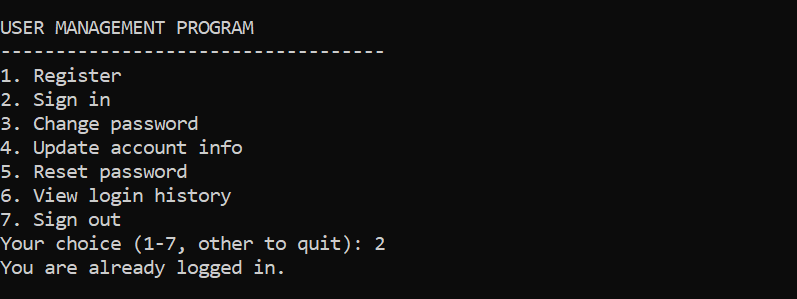 USER MANAGEMENT PROGRAM
-----------------------------------
1. Register
2. Sign in
3. Change password
4. Update account info
5. Reset password
6. View login history
7. Sign out
Your choice (1-7, other to quit): 2
You are already logged in.